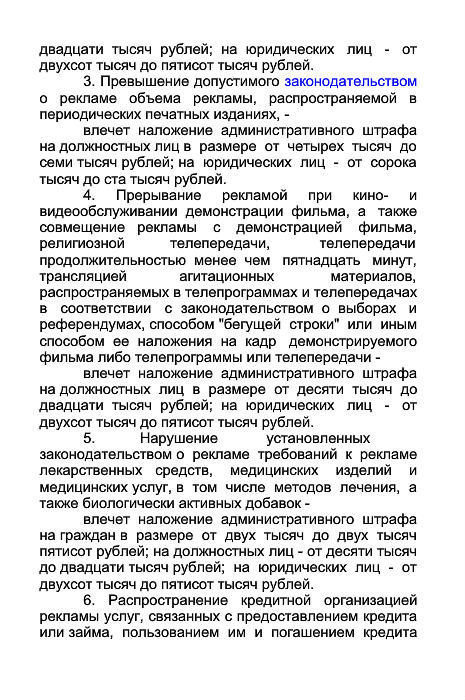 двадцати тысяч рублей; на юридических лиц - от
двухсот тысяч до пятисот тысяч рублей.
3. Превышение допустимого законодательством
о рекламе объема рекламы, распространяемой в
периодических печатных изданиях, -
влечет наложение административного штрафа
на должностных лиц в размере от четырех тысяч до
семи тысяч рублей; на юридических лиц - от сорока
тысяч до ста тысяч рублей.
4. Прерывание рекламой при кино- и
видеообслуживании демонстрации фильма, а также
совмещение рекламы с демонстрацией фильма,
религиозной телепередачи, телепередачи
продолжительностью менее чем пятнадцать минут,
трансляцией агитационных материалов,
распространяемых в телепрограммах и телепередачах
в соответствии с законодательством о выборах и
референдумах, способом "бегущей строки" или иным
способом ее наложения на кадр демонстрируемого
фильма либо телепрограммы или телепередачи -
влечет наложение административного штрафа
на должностных лиц в размере от десяти тысяч до
двадцати тысяч рублей; на юридических лиц - от
двухсот тысяч до пятисот тысяч рублей.
5. Нарушение установленных
законодательством о рекламе требований к рекламе
лекарственных средств, медицинских изделий и
медицинских услуг, в том числе методов лечения, а
также биологически активных добавок -
влечет наложение административного штрафа
на граждан в размере от двух тысяч до двух тысяч
пятисот рублей; на должностных лиц - от десяти тысяч
до двадцати тысяч рублей; на юридических лиц - от
двухсот тысяч до пятисот тысяч рублей.
6. Распространение кредитной организацией
рекламы услуг, связанных с предоставлением кредита
или займа, пользованием им и погашением кредита